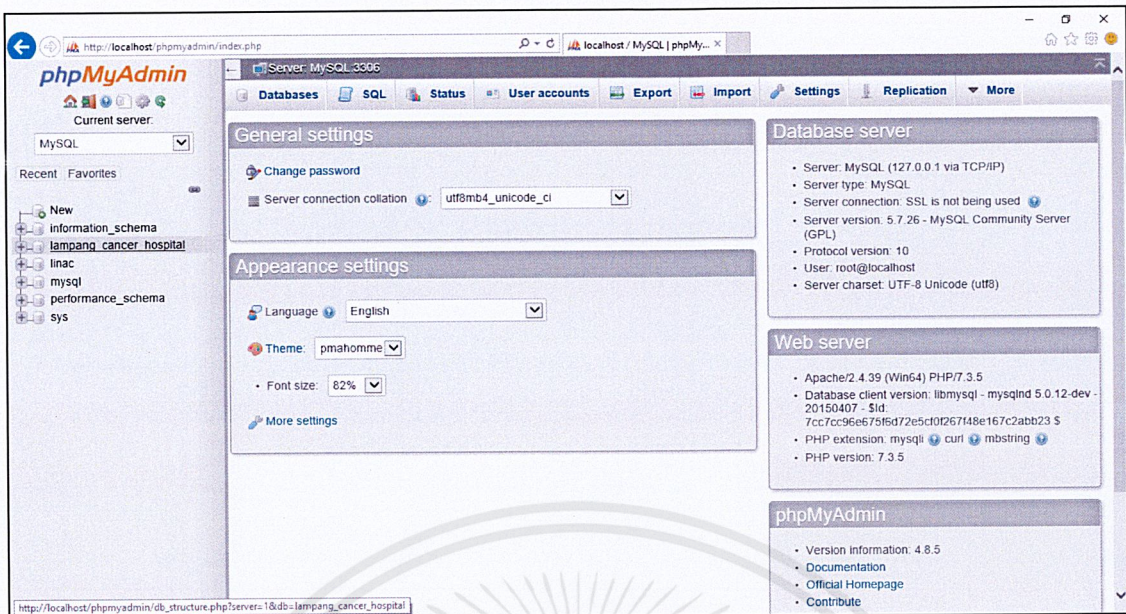 http://localhost/phpmyadmin/index.php
localhost / MySQL | phpMy...
phpMyAdmin
Current server:
MySQL
Recent Favorites
New
information_schema
lampang_cancer_hospital
linac
mysql
performance_schema
sys
Server: MySQL:3306
Databases SQL Status User accounts Export Import Settings Replication More
General settings
Change password
Server connection collation : utf8mb4_unicode_ci
Appearance settings
Language English
Theme: pmahomme
• Font size: 82%
More settings
Database server
• Server: MySQL (127.0.0.1 via TCP/IP)
• Server type: MySQL
• Server connection: SSL is not being used
• Server version: 5.7.26 - MySQL Community Server
(GPL)
• Protocol version: 10
• User: root@localhost
• Server charset: UTF-8 Unicode (utf8)
Web server
• Apache/2.4.39 (Win64) PHP/7.3.5
• Database client version: libmysql - mysqlnd 5.0.12-dev -
20150407 - $Id:
7cc7cc96e675f6d72e5cf0f267f48e167c2abb23 $
• PHP extension: mysqli curl mbstring
• PHP version: 7.3.5
phpMyAdmin
• Version information: 4.8.5
• Documentation
• Official Homepage
• Contribute
http://localhost/phpmyadmin/db_structure.php?server=1&db=lampang_cancer_hospital